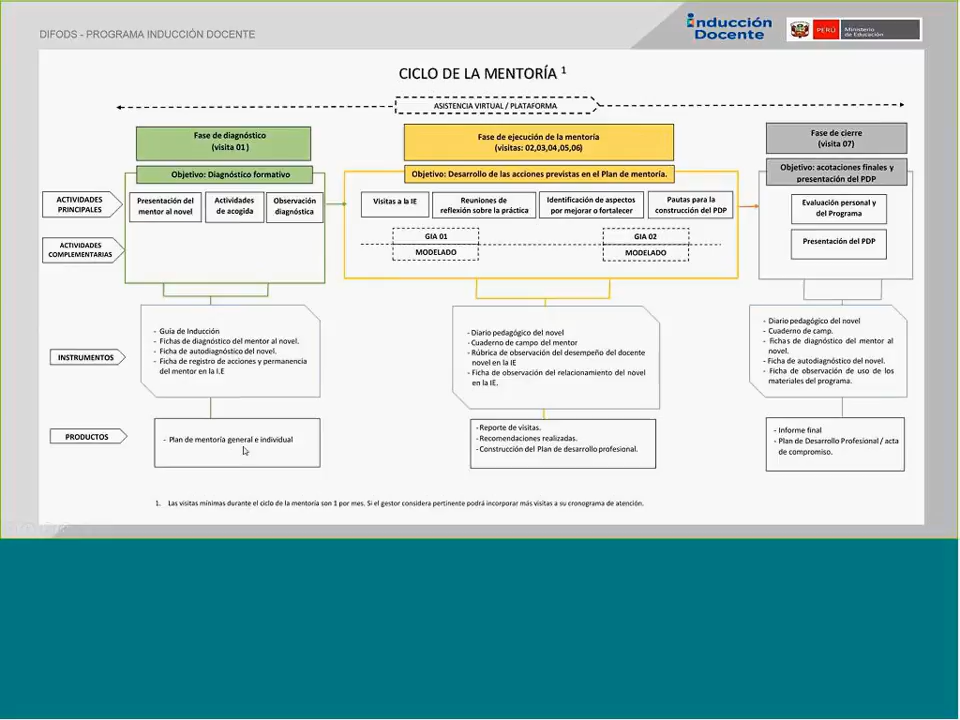 DIFODS - PROGRAMA INDUCCIÓN DOCENTE
inducción
Docente
PERÚ
Ministerio
de Educación
CICLO DE LA MENTORÍA 1
ASISTENCIA VIRTUAL / PLATAFORMA
Fase de diagnóstico
(visita 01)
Objetivo: Diagnóstico formativo
Fase de ejecución de la mentoría
(visitas: 02,03,04,05,06)
Objetivo: Desarrollo de las acciones previstas en el Plan de mentoría.
Fase de cierre
(visita 07)
Objetivo: acotaciones finales y
presentación del PDP
ACTIVIDADES
PRINCIPALES
Presentación del
mentor al novel
Actividades
de acogida
Observación
diagnóstica
Visitas a la IE
Reuniones de
reflexión sobre la práctica
Identificación de aspectos
por mejorar o fortalecer
Pautas para la
construcción del PDP
Evaluación personal y
del Programa
Presentación del PDP
ACTIVIDADES
COMPLEMENTARIAS
GIA 01
MODELADO
GIA 02
MODELADO
INSTRUMENTOS
- Guía de Inducción
- Fichas de diagnóstico del mentor al novel.
- Ficha de autodiagnóstico del novel.
- Ficha de registro de acciones y permanencia
del mentor en la I.E
- Diario pedagógico del novel
- Cuaderno de campo del mentor
- Rúbrica de observación del desempeño del docente
novel en la IE
- Ficha de observación del relacionamiento del novel
en la IE.
- Diario pedagógico del novel
- Cuaderno de camp.
- fichas de diagnóstico del mentor al
novel.
- Ficha de autodiagnóstico del novel.
- Ficha de observación de uso de los
materiales del programa.
PRODUCTOS
- Plan de mentoría general e individual
- Reporte de visitas.
- Recomendaciones realizadas.
- Construcción del Plan de desarrollo profesional.
- Informe final
- Plan de Desarrollo Profesional / acta
de compromiso.
1. Las visitas mínimas durante el ciclo de la mentoría son 1 por mes. Si el gestor considera pertinente podrá incorporar más visitas a su cronograma de atención.